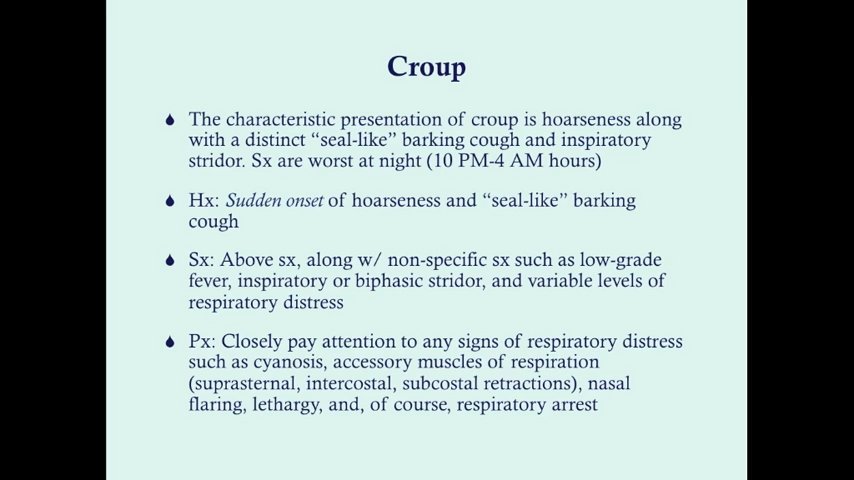 Croup
The characteristic presentation of croup is hoarseness along
with a distinct “seal-like” barking cough and inspiratory
stridor. Sx are worst at night (10 PM-4 AM hours)
Hx: Sudden onset of hoarseness and “seal-like” barking
cough
Sx: Above sx, along w/ non-specific sx such as low-grade
fever, inspiratory or biphasic stridor, and variable levels of
respiratory distress
Px: Closely pay attention to any signs of respiratory distress
such as cyanosis, accessory muscles of respiration
(suprasternal, intercostal, subcostal retractions), nasal
flaring, lethargy, and, of course, respiratory arrest